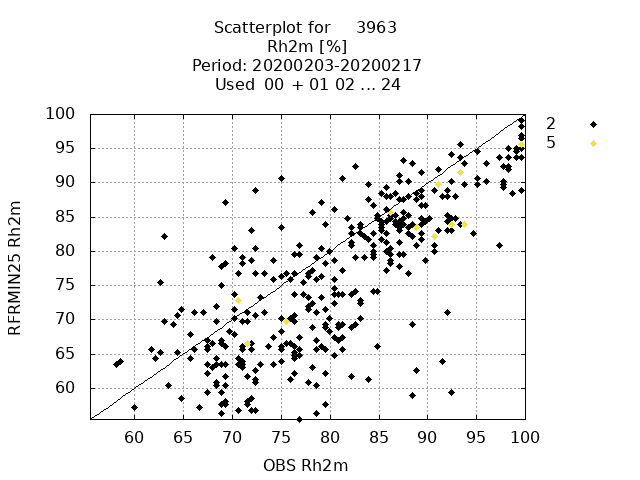 Scatterplot for 3963
Rh2m [%]
Period: 20200203-20200217
Used 00 + 01 02 ... 24
2
5
100
95
90
85
80
75
70
65
60
RFRMIN25 Rh2m
60 65 70 75 80 85 90 95 100
OBS Rh2m